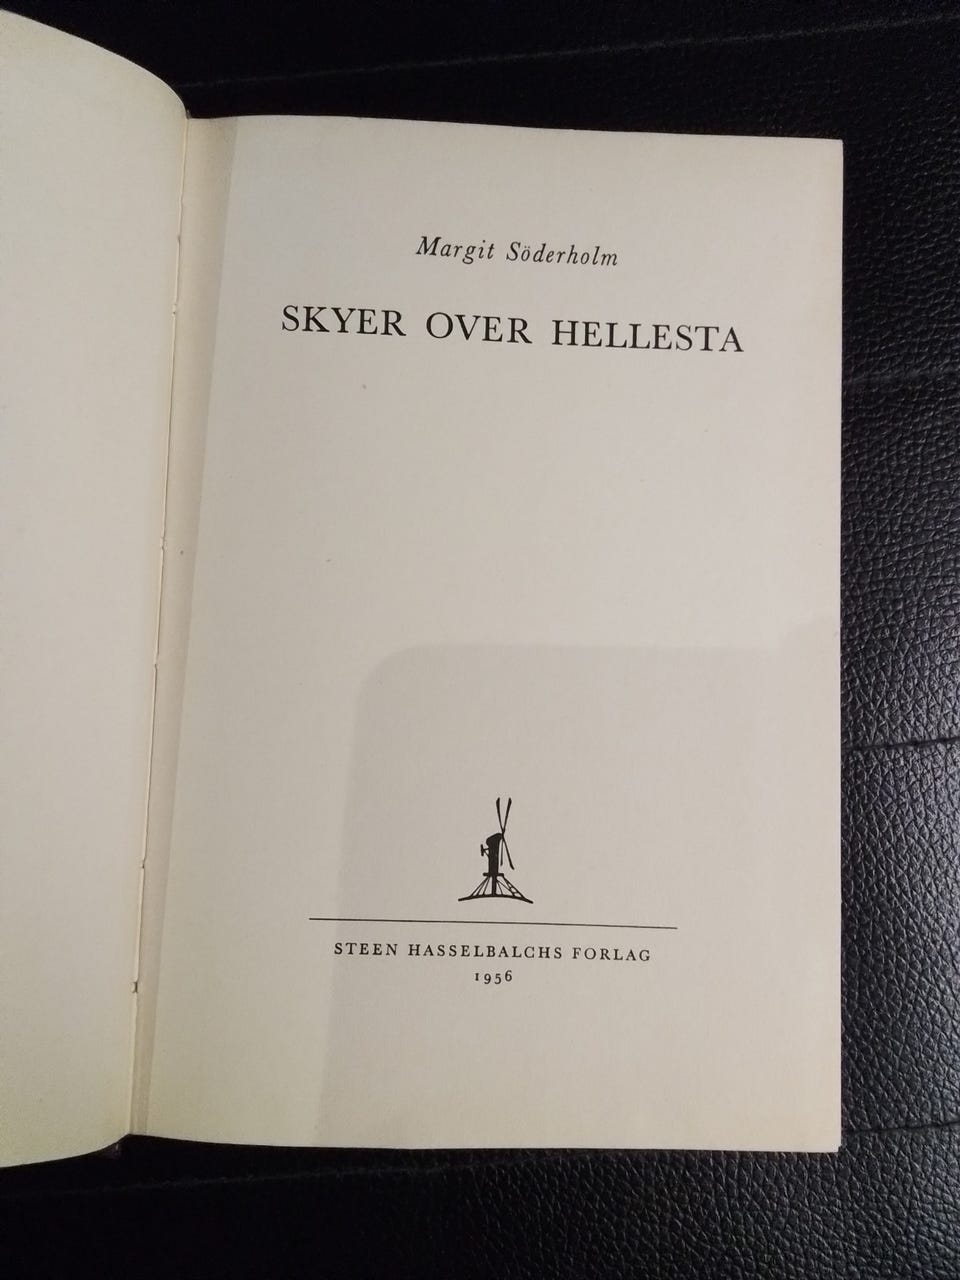 Margit Söderholm
SKYER OVER HELLESTA
STEEN HASSELBALCHS FORLAG
1956